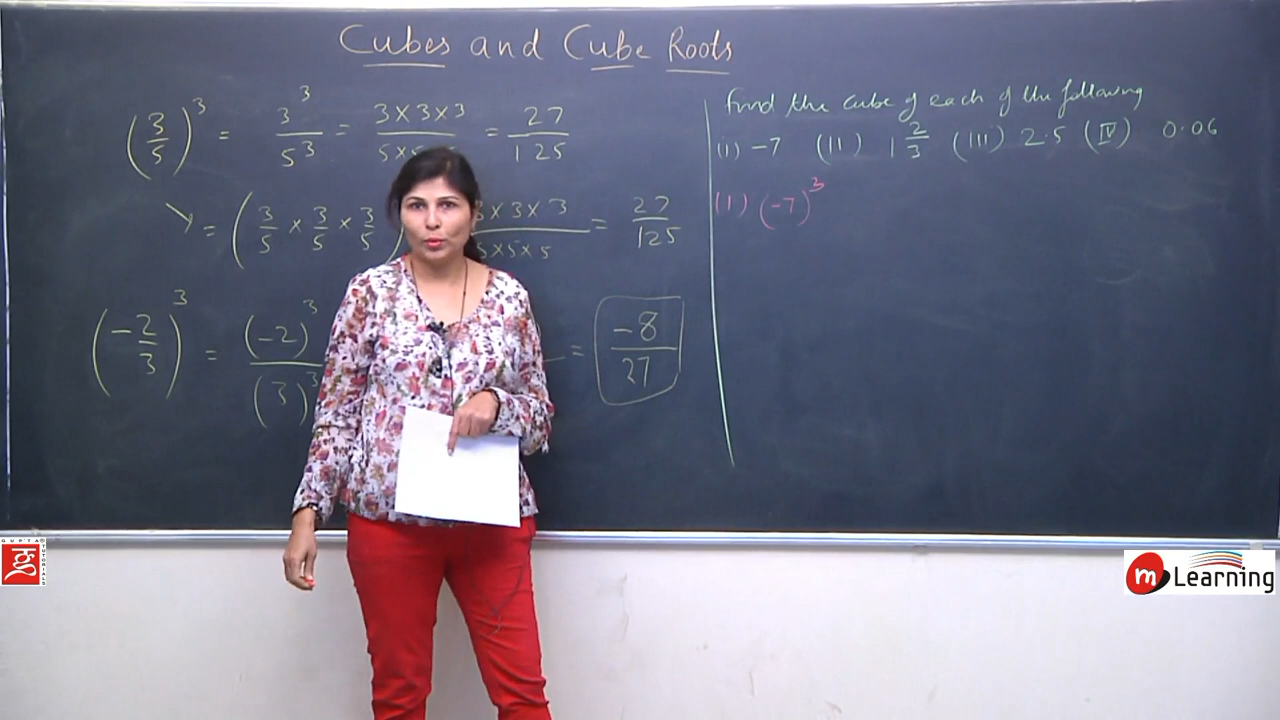 Cubes and Cube Roots
(3/5)³ = 3³/5³ = 3×3×3/5×5 = 27/125
= (3/5 × 3/5 × 3/5) ×3×3/5×5×5 = 27/125
(-2/3)³ = (-2)³/(3)³ = -8/27
Find the cube of each of the following
(i) -7 (II) 1 2/3 (III) 2.5 (IV) 0.06
(1) (-7)³
GUPTA TUTORIALS
m Learning